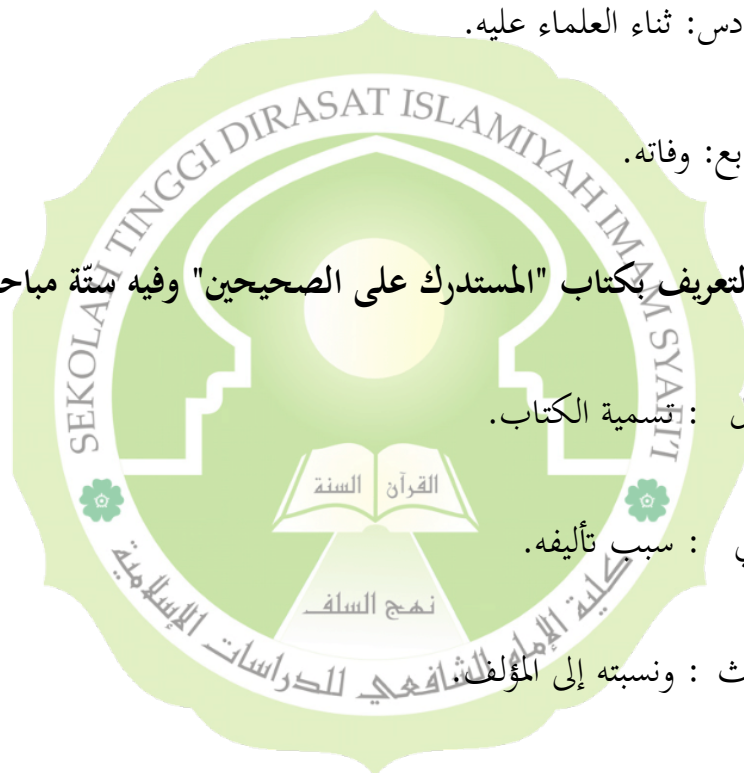 دس: ثناء العلماء عليه.
SEKOLAH TINGGI DIRASAT ISLAMIYAH IMAM SYAFI'I
بع: وفاته.
لتعريف بكتاب "المستدرك على الصحيحين" وفيه ستّة مباح
: تسمية الكتاب.
القرآن السنة
: سبب تأليفه.
نهج السلف
ث : ونسبته إلى المؤلف.
كلية الإمام الشافعي للدراسات الإسلامية